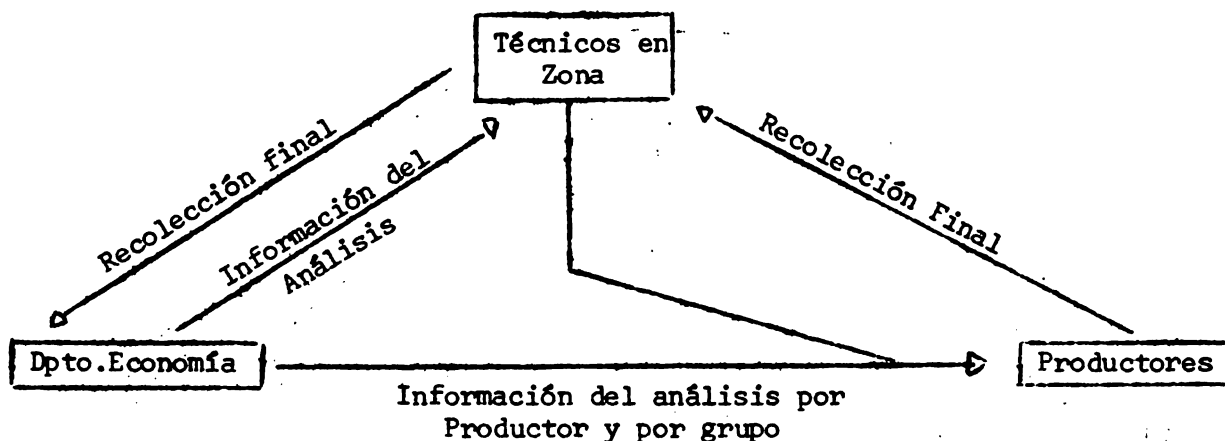 Técnicos en
Zona
Recolección final
Información del
Análisis
Recolección Final
Dpto.Economía
Productores
Información del análisis por
Productor y por grupo